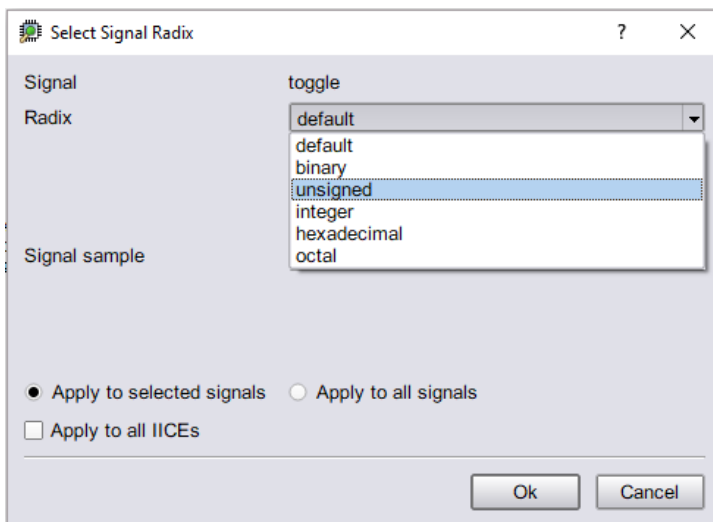 Select Signal Radix
Signal toggle
Radix default
default
binary
unsigned
integer
hexadecimal
octal
Signal sample
Apply to selected signals Apply to all signals
Apply to all IICEs
Ok Cancel